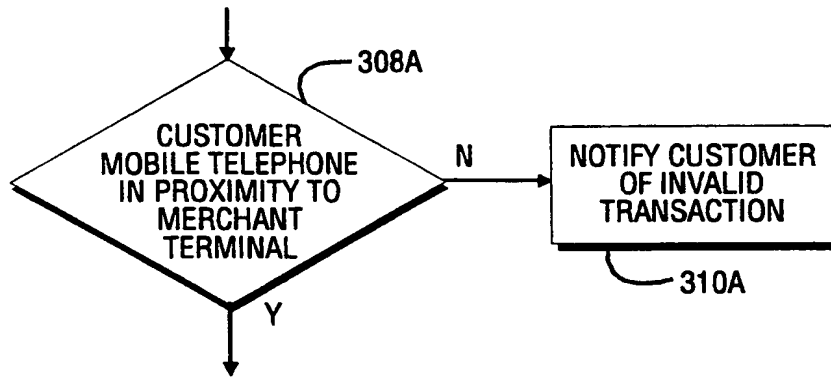 308A
CUSTOMER
MOBILE TELEPHONE
IN PROXIMITY TO
MERCHANT
TERMINAL
N
NOTIFY CUSTOMER
OF INVALID
TRANSACTION
310A
Y